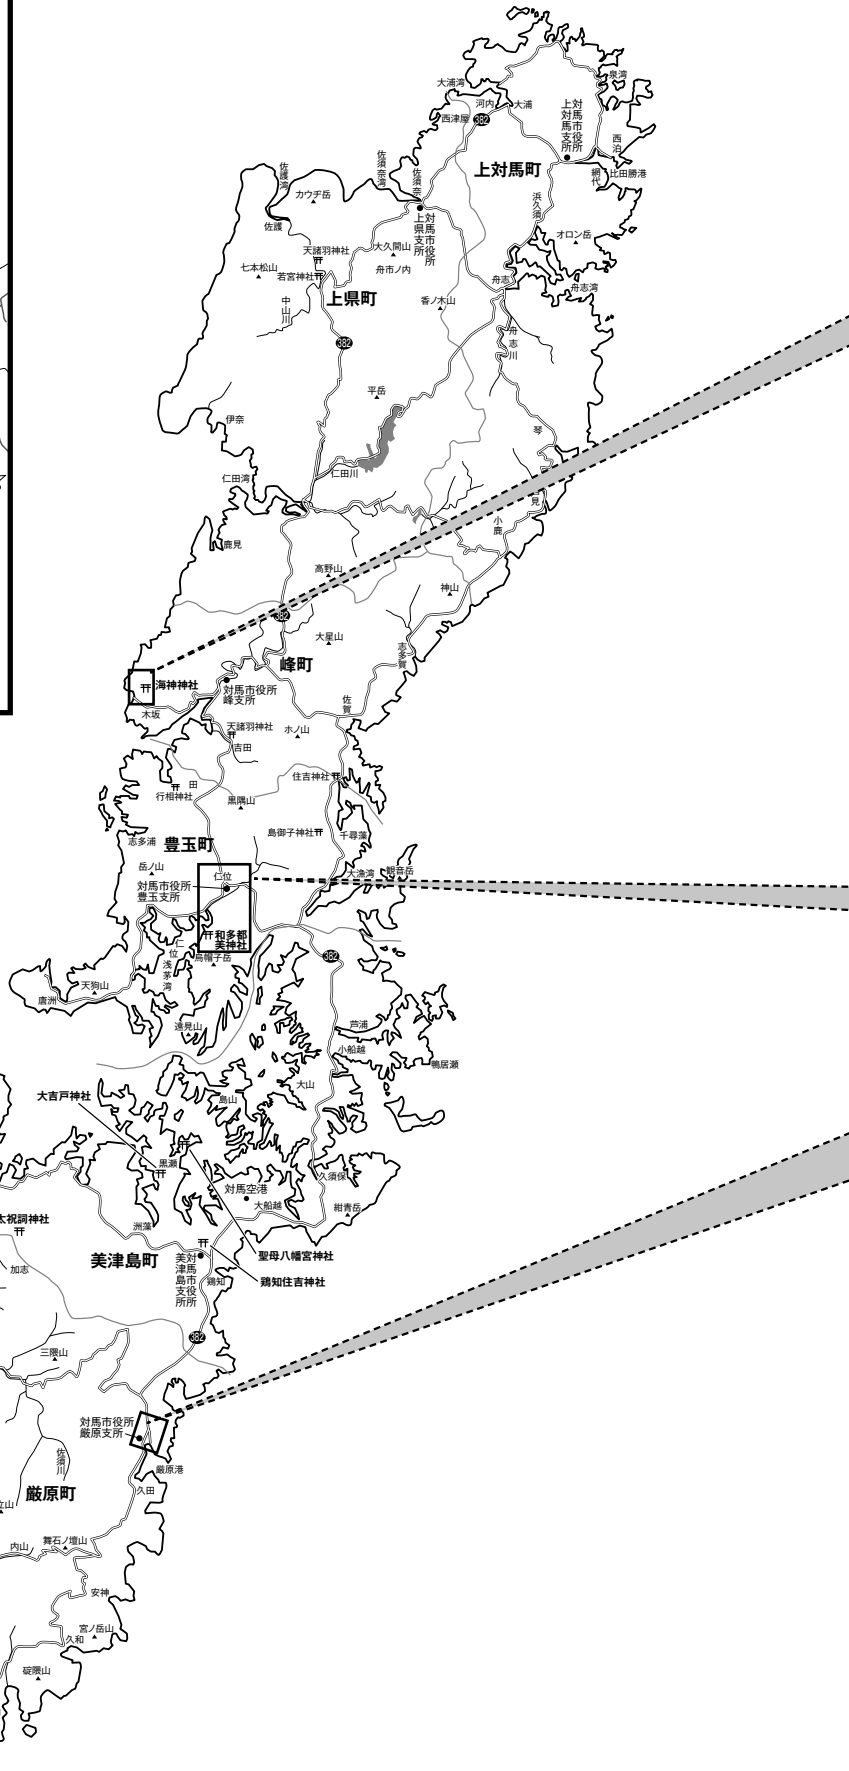 泉湾
大浦湾
河内
大浦
西津屋
382
上対馬支所
対馬市役所
西泊
上対馬町
網代
比田勝港
佐護湾
佐須奈湾
佐須奈
カウヂ岳
浜久須
上県支所
対馬市役所
佐護
オロン岳
天諸羽神社
大久間山
七本松山
若宮神社
舟市ノ内
舟志
舟志湾
上県町
香ノ木山
中山川
舟志川
382
平岳
伊奈
琴
仁田川
仁田湾
見
小鹿
鹿見
高野山
神山
382
大星山
志多賀
峰町
海神神社
対馬市役所
峰支所
佐賀
木坂
天諸羽神社
ホノ山
吉田
住吉神社
田
行相神社
黒隅山
島御子神社
千尋藻
志多浦
豊玉町
岳ノ山
仁位
大漁湾
観音岳
対馬市役所
豊玉支所
和多都
美神社
仁位浅茅湾
烏帽子岳
382
天狗山
唐洲
遠見山
芦浦
小船越
鴨居瀬
大山
大吉戸神社
島山
黒瀬
久須保
対馬空港
大船越
紺青岳
太祝詞神社
洲藻
美津島町
美津島支所
対馬市役所
聖母八幡宮神社
加志
鶏知
鶏知住吉神社
382
三隈山
対馬市役所
厳原支所
佐須川
厳原港
厳原町
久田
立山
内山
舞石ノ壇山
安神
宮ノ岳山
久和
碇隈山